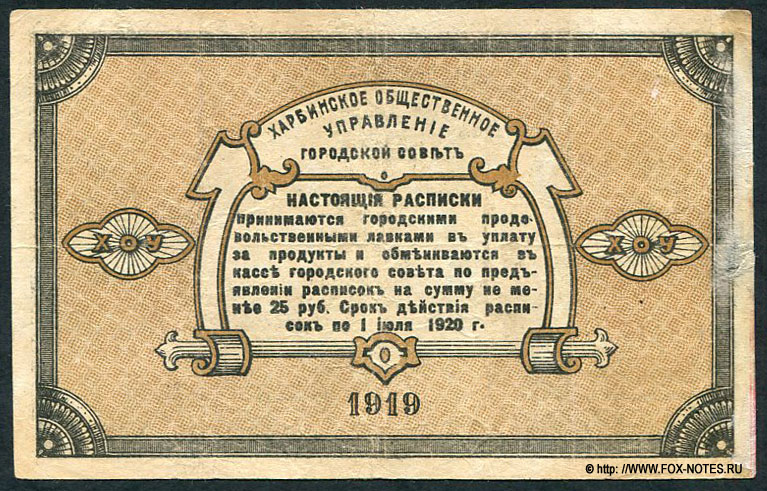 ХАРБИНСКОЕ ОБЩЕСТВЕННОЕ
УПРАВЛЕНІЕ
ГОРОДСКОЙ СОВѢТЪ
НАСТОЯЩІЯ РАСПИСКИ
принимаются городскими продо-
вольственными лавками въ уплату
за продукты и обмѣниваются въ
кассѣ городского совѣта по предъ-
явленіи расписокъ на сумму не ме-
нѣе 25 руб. Срокъ дѣйствія распи-
сокъ по 1 іюля 1920 г.
ХОУ
ХОУ
1919
© http: //WWW.FOX-NOTES.RU